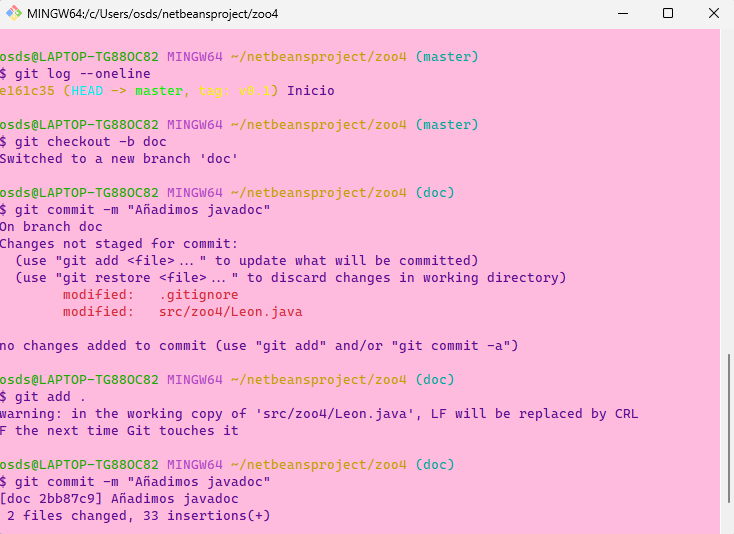 MINGW64:/c/Users/osds/netbeansproject/zoo4
osds@LAPTOP-TG88OC82 MINGW64 ~/netbeansproject/zoo4 (master)
$ git log --oneline
e161c35 (HEAD -> master, tag: v0.1) Inicio
osds@LAPTOP-TG88OC82 MINGW64 ~/netbeansproject/zoo4 (master)
$ git checkout -b doc
Switched to a new branch 'doc'
osds@LAPTOP-TG88OC82 MINGW64 ~/netbeansproject/zoo4 (doc)
$ git commit -m "Añadimos javadoc"
On branch doc
Changes not staged for commit:
  (use "git add <file>..." to update what will be committed)
  (use "git restore <file>..." to discard changes in working directory)
        modified:   .gitignore
        modified:   src/zoo4/Leon.java
no changes added to commit (use "git add" and/or "git commit -a")
osds@LAPTOP-TG88OC82 MINGW64 ~/netbeansproject/zoo4 (doc)
$ git add .
warning: in the working copy of 'src/zoo4/Leon.java', LF will be replaced by CRL
F the next time Git touches it
osds@LAPTOP-TG88OC82 MINGW64 ~/netbeansproject/zoo4 (doc)
$ git commit -m "Añadimos javadoc"
[doc 2bb87c9] Añadimos javadoc
 2 files changed, 33 insertions(+)